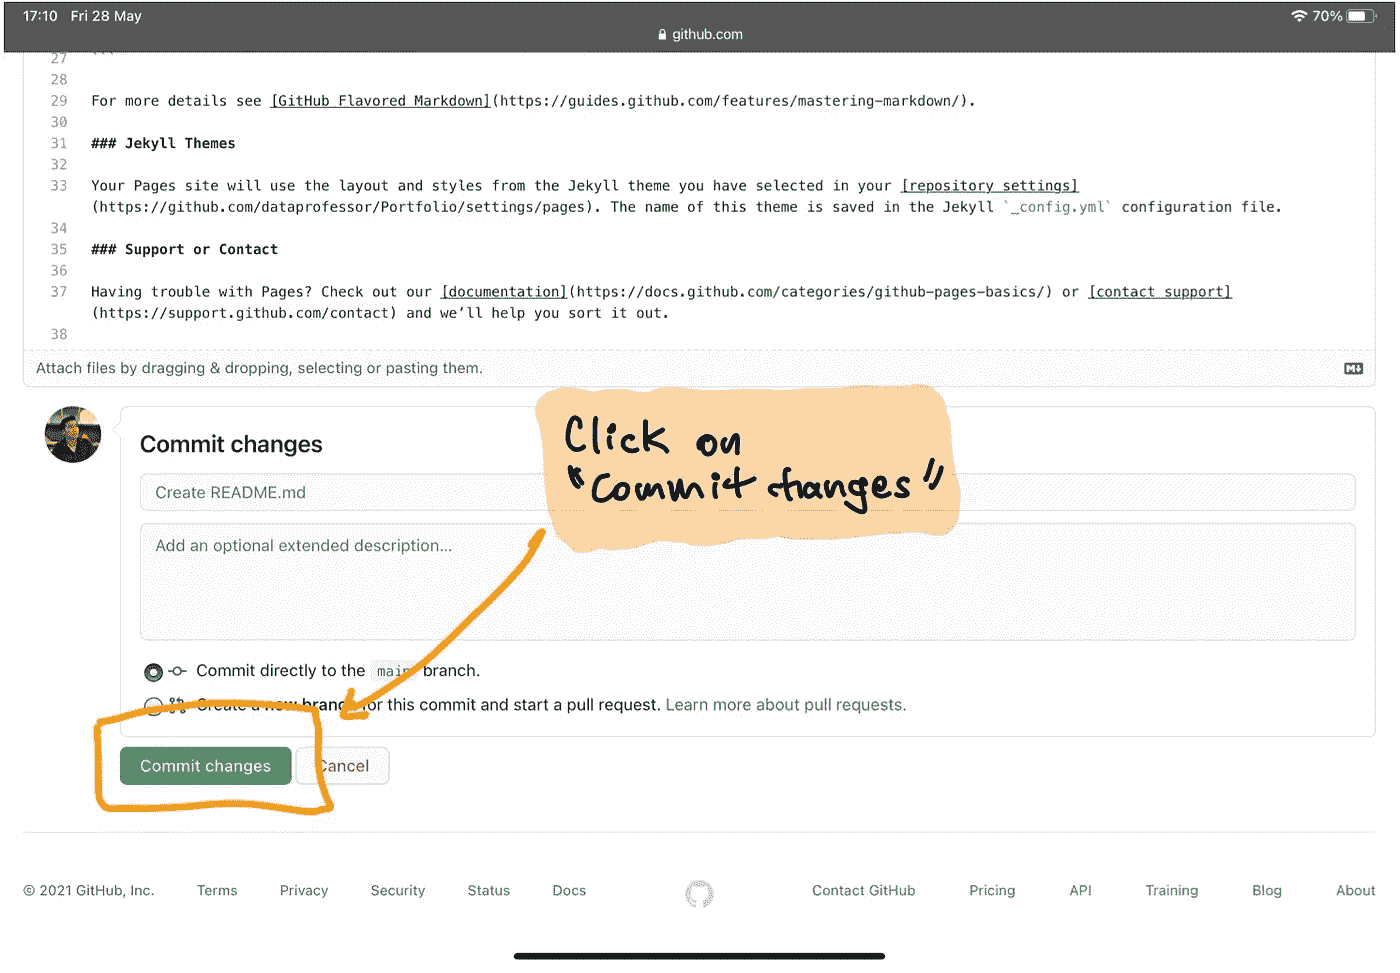 17:10 Fri 28 May 70%
github.com
27 ```
28
29 For more details see [GitHub Flavored Markdown](https://guides.github.com/features/mastering-markdown/).
30
31 ### Jekyll Themes
32
33 Your Pages site will use the layout and styles from the Jekyll theme you have selected in your [repository settings]
(https://github.com/dataprofessor/Portfolio/settings/pages). The name of this theme is saved in the Jekyll `_config.yml` configuration file.
34
35 ### Support or Contact
36
37 Having trouble with Pages? Check out our [documentation](https://docs.github.com/categories/github-pages-basics/) or [contact support]
(https://support.github.com/contact) and we’ll help you sort it out.
38
Attach files by dragging & dropping, selecting or pasting them.
M↓
Click on
"Commit changes"
Commit changes
Create README.md
Add an optional extended description...
Commit directly to the main branch.
Create a new branch for this commit and start a pull request. Learn more about pull requests.
Commit changes Cancel
© 2021 GitHub, Inc. Terms Privacy Security Status Docs Contact GitHub Pricing API Training Blog About